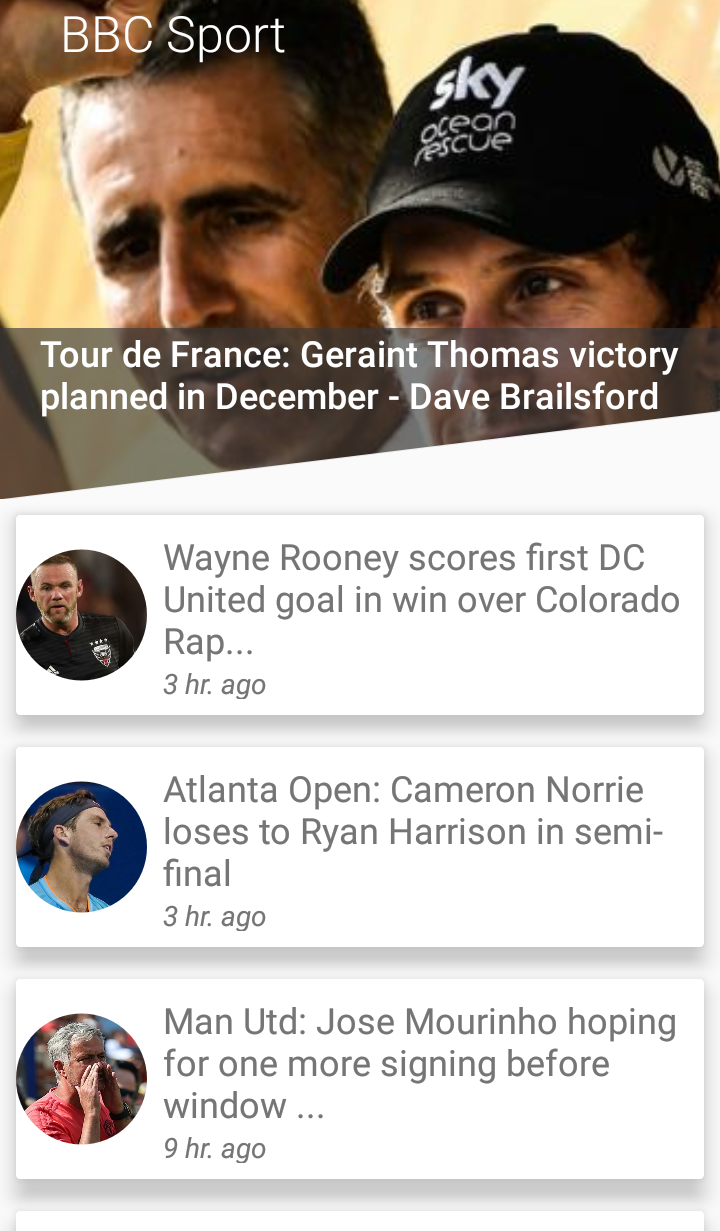 BBC Sport
sky
ocean
rescue
Tour de France: Geraint Thomas victory
planned in December - Dave Brailsford
Wayne Rooney scores first DC
United goal in win over Colorado
Rap...
3 hr. ago
Atlanta Open: Cameron Norrie
loses to Ryan Harrison in semi-
final
3 hr. ago
Man Utd: Jose Mourinho hoping
for one more signing before
window ...
9 hr. ago